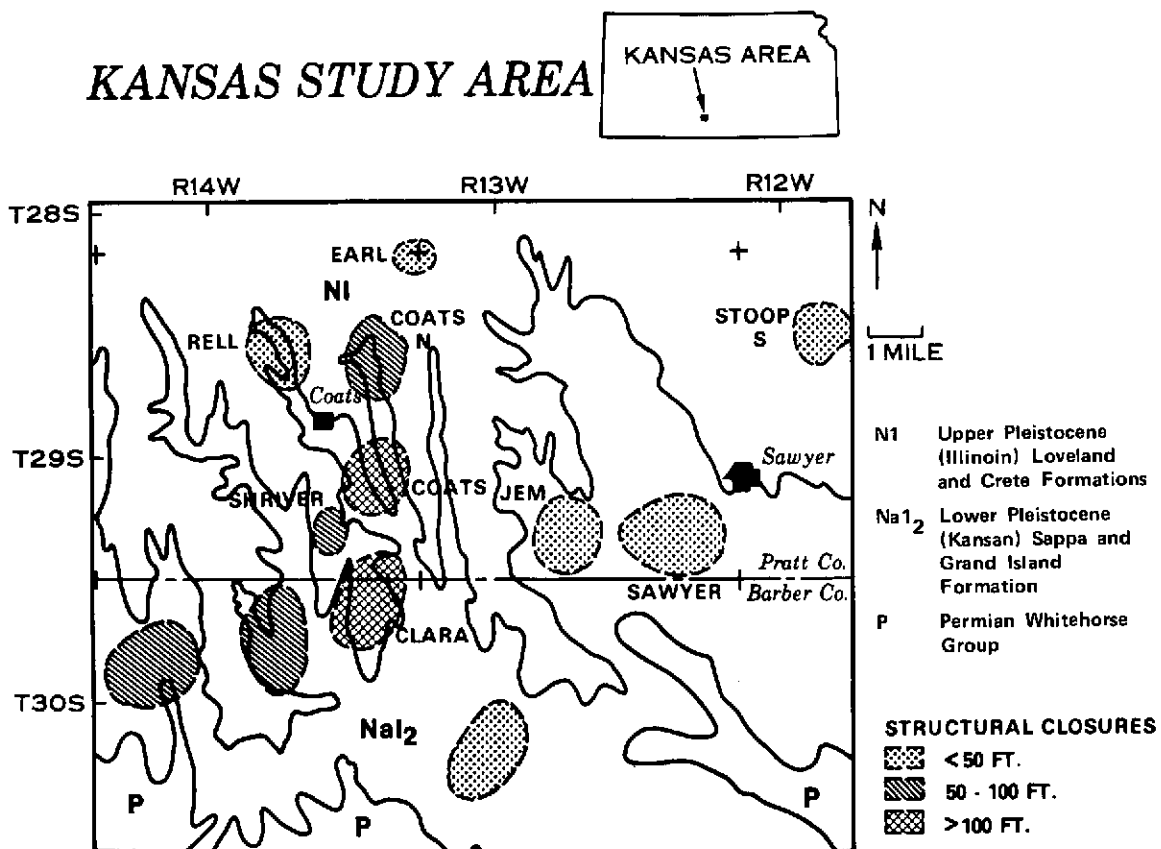 KANSAS STUDY AREA
KANSAS AREA
R14W
R13W
R12W
T28S
N
EARL
NI
COATS
N
STOOP
S
RELL
1 MILE
Coats
T29S
Sawyer
SHRIVER
COATS
JEM
Pratt Co.
SAWYER
Barber Co.
CLARA
T30S
NaI2
P
P
P
N1 Upper Pleistocene
(Illinoin) Loveland
and Crete Formations
Na12 Lower Pleistocene
(Kansan) Sappa and
Grand Island
Formation
P Permian Whitehorse
Group
STRUCTURAL CLOSURES
<50 FT.
50 - 100 FT.
>100 FT.